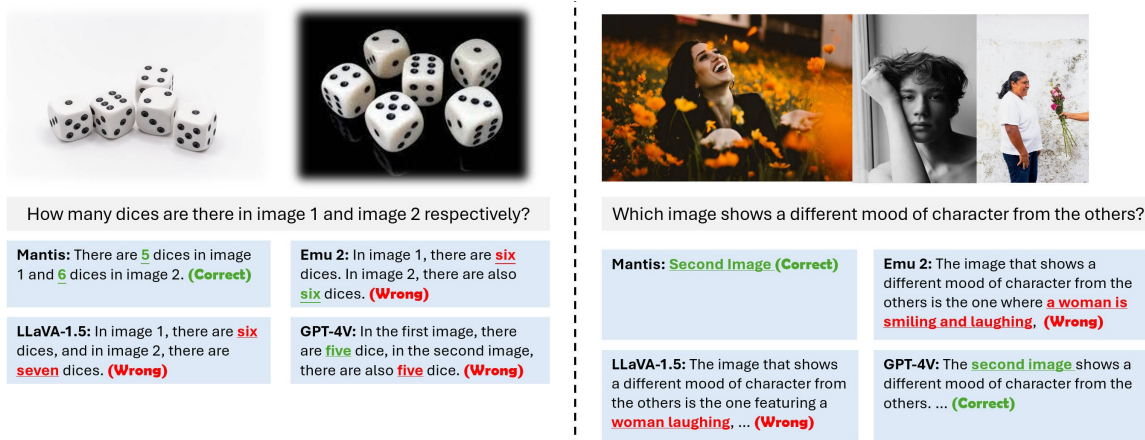 How many dices are there in image 1 and image 2 respectively?
Mantis: There are 5 dices in image
1 and 6 dices in image 2. (Correct)
Emu 2: In image 1, there are six
dices. In image 2, there are also
six dices. (Wrong)
LLaVA-1.5: In image 1, there are six
dices, and in image 2, there are
seven dices. (Wrong)
GPT-4V: In the first image, there
are five dice, in the second image,
there are also five dice. (Wrong)
Which image shows a different mood of character from the others?
Mantis: Second Image (Correct)
Emu 2: The image that shows a
different mood of character from the
others is the one where a woman is
smiling and laughing, (Wrong)
LLaVA-1.5: The image that shows
a different mood of character from
the others is the one featuring a
woman laughing, ... (Wrong)
GPT-4V: The second image shows a
different mood of character from the
others. ... (Correct)